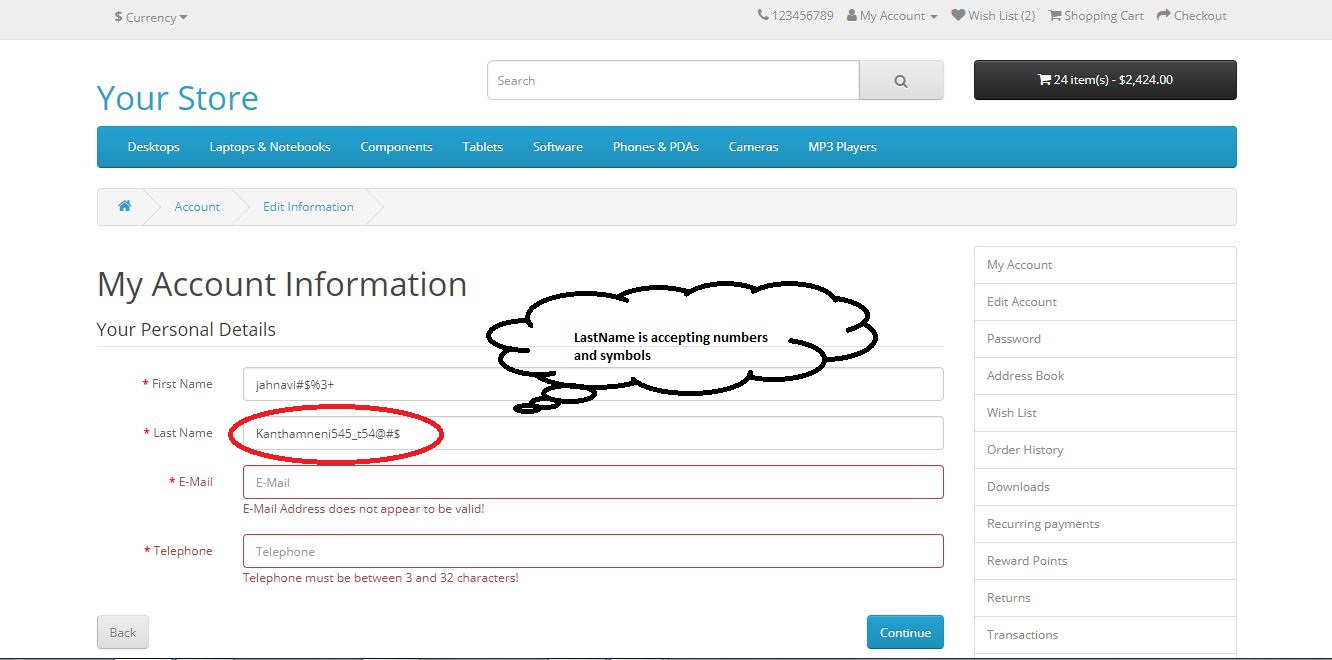 $ Currency
123456789 My Account Wish List (2) Shopping Cart Checkout
Your Store
Search
24 item(s) - $2,424.00
Desktops Laptops & Notebooks Components Tablets Software Phones & PDAs Cameras MP3 Players
Account Edit Information
My Account Information
Your Personal Details
LastName is accepting numbers
and symbols
* First Name jahnavi#$%3+
* Last Name Kanthamneni545_t54@#$
* E-Mail E-Mail
E-Mail Address does not appear to be valid!
* Telephone Telephone
Telephone must be between 3 and 32 characters!
Back Continue
My Account
Edit Account
Password
Address Book
Wish List
Order History
Downloads
Recurring payments
Reward Points
Returns
Transactions